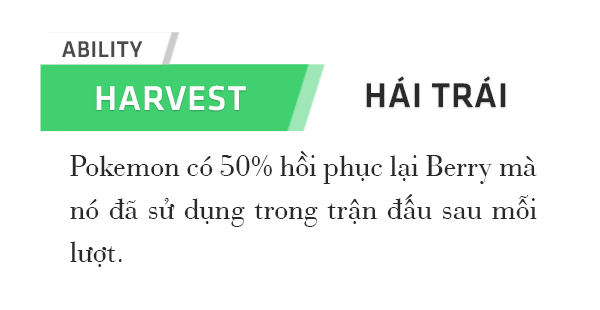 ABILITY
HARVEST
HÁI TRÁI
Pokemon có 50% hồi phục lại Berry mà
nó đã sử dụng trong trận đấu sau mỗi
lượt.